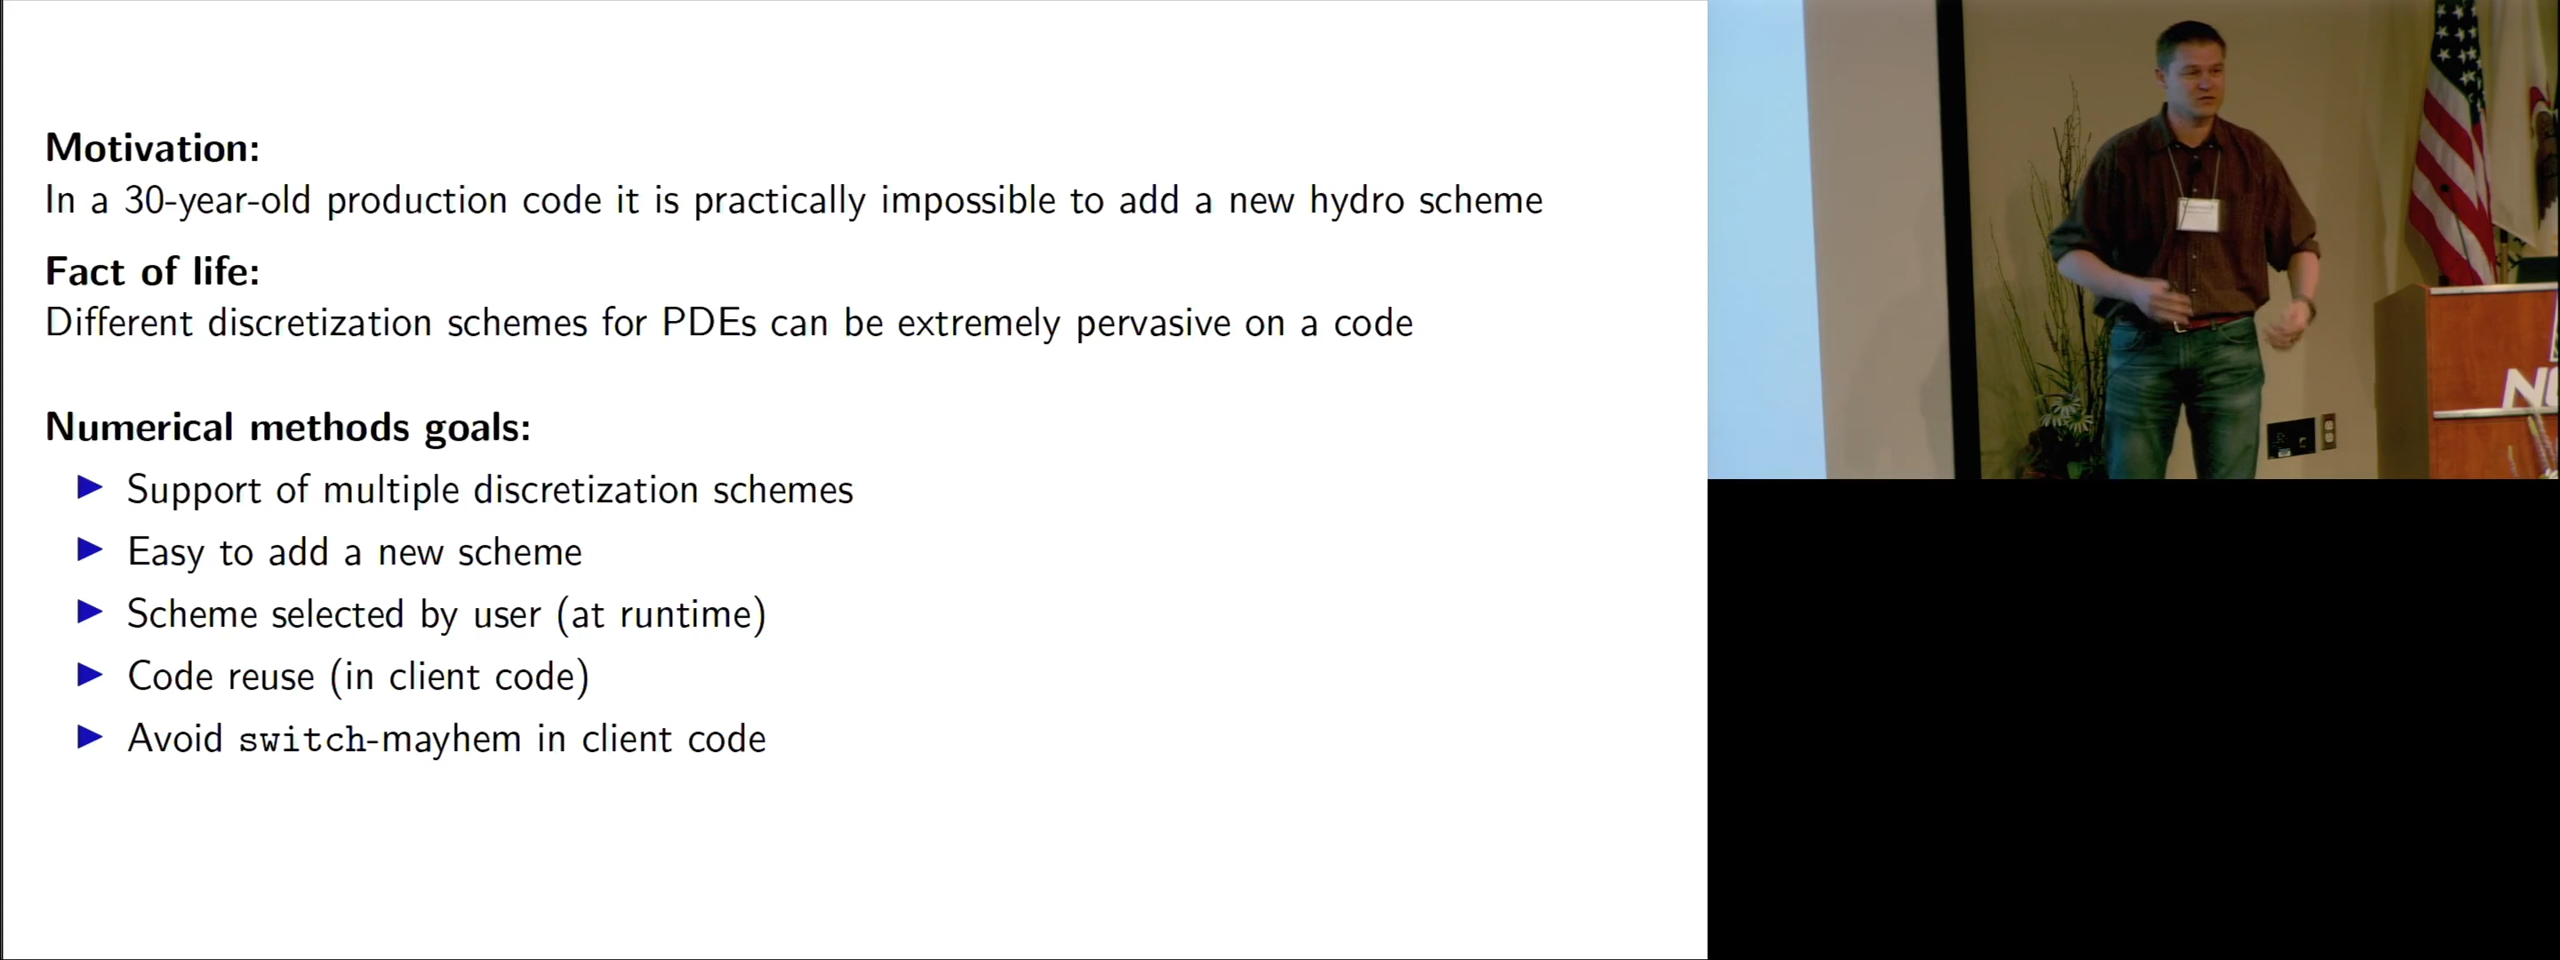 Motivation:
In a 30-year-old production code it is practically impossible to add a new hydro scheme
Fact of life:
Different discretization schemes for PDEs can be extremely pervasive on a code
Numerical methods goals:
▶ Support of multiple discretization schemes
▶ Easy to add a new scheme
▶ Scheme selected by user (at runtime)
▶ Code reuse (in client code)
▶ Avoid switch-mayhem in client code